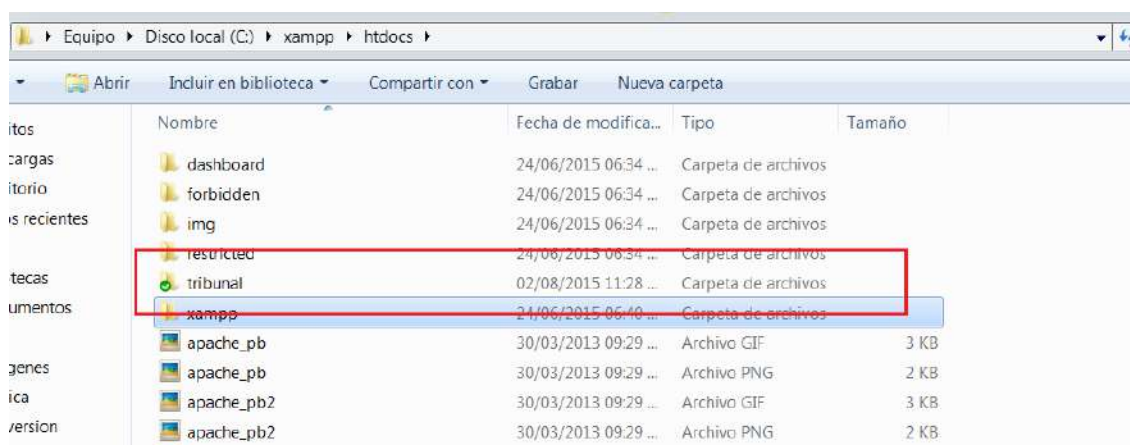 Equipo ▸ Disco local (C:) ▸ xampp ▸ htdocs ▸
Abrir Incluir en biblioteca Compartir con Grabar Nueva carpeta
itos
cargas
itorio
s recientes
tecas
umentos
genes
ica
version
Nombre Fecha de modifica... Tipo Tamaño
dashboard 24/06/2015 06:34 ... Carpeta de archivos
forbidden 24/06/2015 06:34 ... Carpeta de archivos
img 24/06/2015 06:34 ... Carpeta de archivos
restricted 24/06/2015 06:34 ... Carpeta de archivos
tribunal 02/08/2015 11:28 ... Carpeta de archivos
xampp 24/06/2015 06:40 ... Carpeta de archivos
apache_pb 30/03/2013 09:29 ... Archivo GIF 3 KB
apache_pb 30/03/2013 09:29 ... Archivo PNG 2 KB
apache_pb2 30/03/2013 09:29 ... Archivo GIF 3 KB
apache_pb2 30/03/2013 09:29 ... Archivo PNG 2 KB